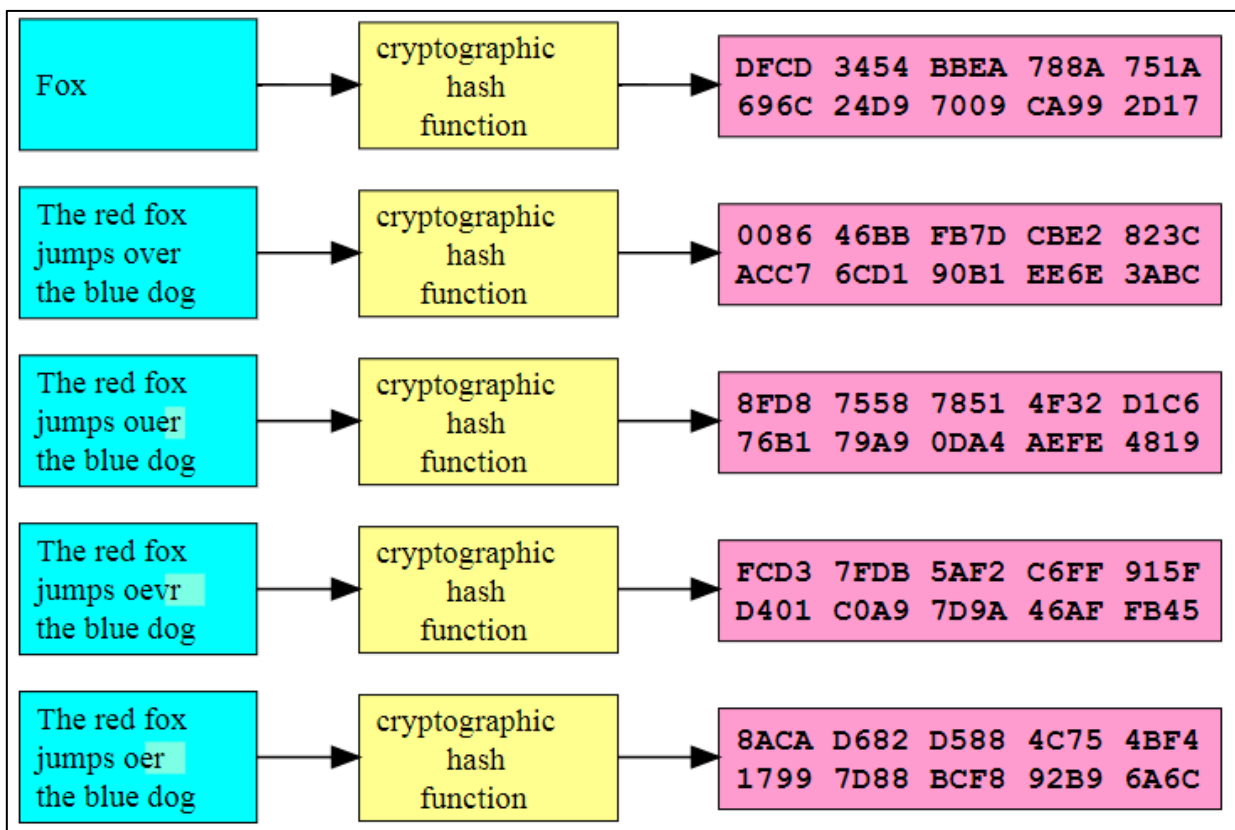 Fox
cryptographic
hash
function
DFCD 3454 BBEA 788A 751A
696C 24D9 7009 CA99 2D17
The red fox
jumps over
the blue dog
cryptographic
hash
function
0086 46BB FB7D CBE2 823C
ACC7 6CD1 90B1 EE6E 3ABC
The red fox
jumps ouer
the blue dog
cryptographic
hash
function
8FD8 7558 7851 4F32 D1C6
76B1 79A9 0DA4 AEFE 4819
The red fox
jumps oevr
the blue dog
cryptographic
hash
function
FCD3 7FDB 5AF2 C6FF 915F
D401 C0A9 7D9A 46AF FB45
The red fox
jumps oer
the blue dog
cryptographic
hash
function
8ACA D682 D588 4C75 4BF4
1799 7D88 BCF8 92B9 6A6C